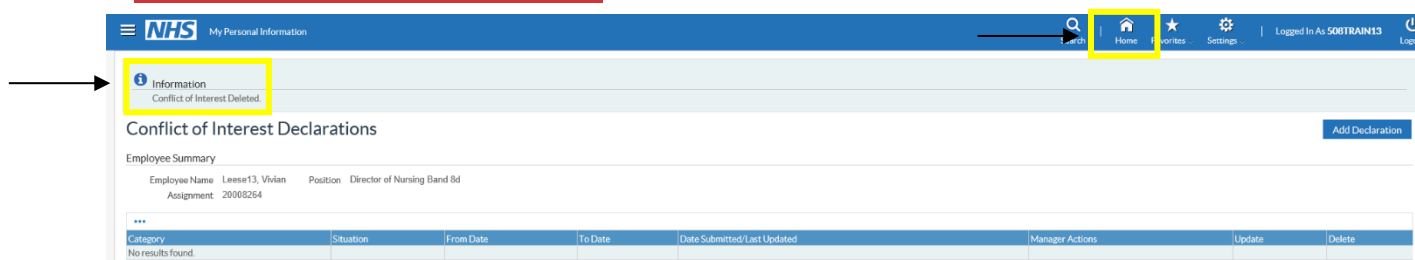 NHS My Personal Information
Search | Home Favorites Settings | Logged In As 508TRAIN13
Information
Conflict of Interest Deleted.
Conflict of Interest Declarations
Add Declaration
Employee Summary
Employee Name Leese13, Vivian Position Director of Nursing Band 8d
Assignment 20008264
•••
Category Situation From Date To Date Date Submitted/Last Updated Manager Actions Update Delete
No results found.